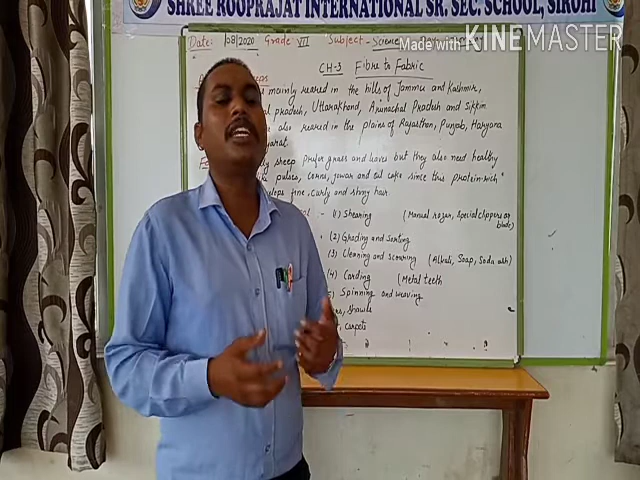 SHREE ROOPRAJAT INTERNATIONAL SR. SEC. SCHOOL, SIROHI
Made with KINEMASTER
Date: /08/2020 Grade VII Subject - Science
CH-3 Fibre to Fabric
mainly reared in the hills of Jammu and Kashmir,
pradesh, Uttarakhand, Arunachal Pradesh and Sikkim
also reared in the plains of Rajasthan, Punjab, Haryana
sheep prefer grass and leaves but they also need healthy
pulses, corns, jowar and oil cake since this protein-rich
fine, curly and shiny hair.
- (1) Shearing (Manual razor, special clippers or
blade)
(2) Grading and Sorting
(3) Cleaning and scouring (Alkali, Soap, Soda ash)
(4) Carding (Metal teeth)
5) Spinning and weaving
Shawls
carpets